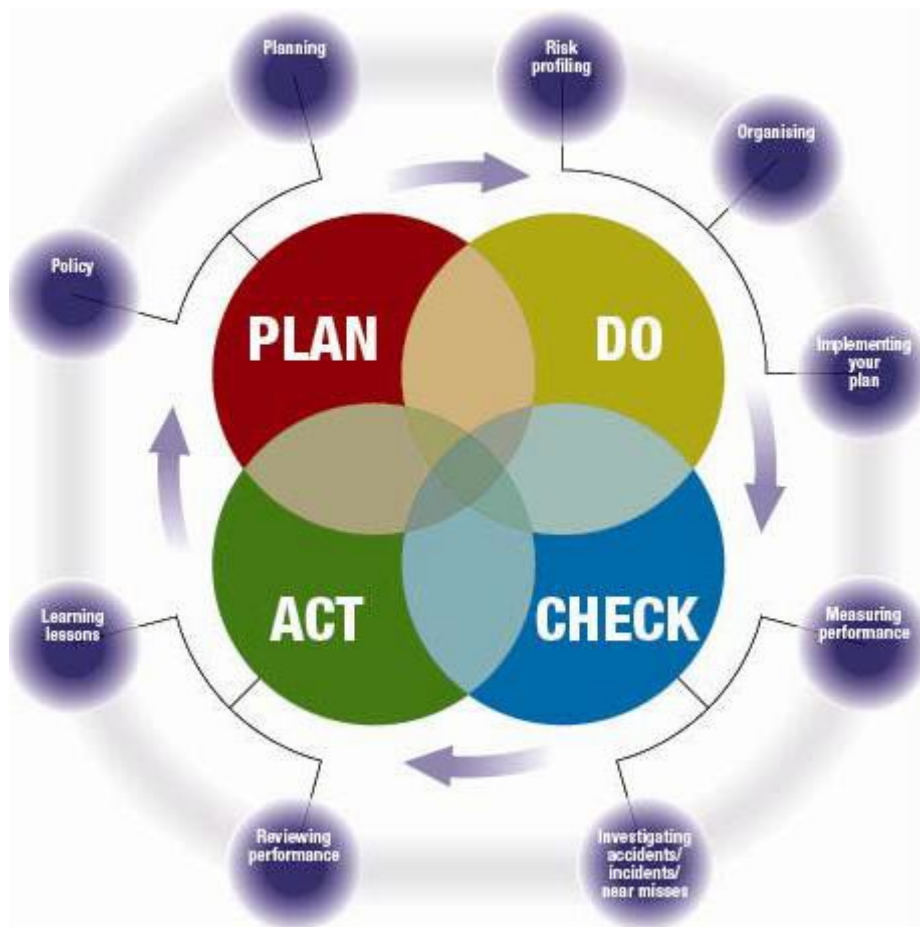 Planning
Risk
profiling
Organising
Policy
PLAN
DO
Implementing
your
plan
ACT
CHECK
Learning
lessons
Measuring
performance
Reviewing
performance
Investigating
accidents/
incidents/
near misses